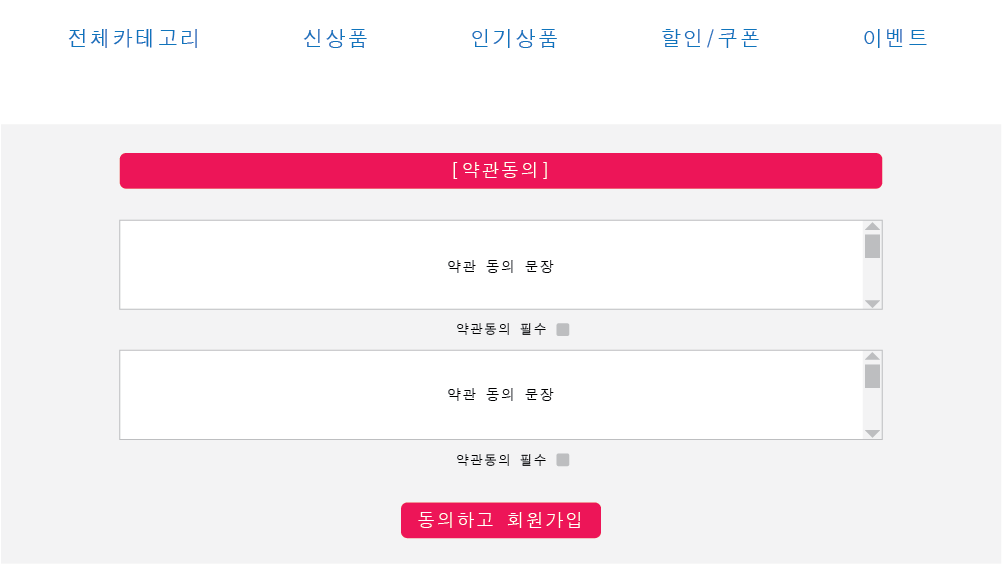 전체카테고리 신상품 인기상품 할인/쿠폰 이벤트
[약관동의]
약관 동의 문장
약관동의 필수
약관 동의 문장
약관동의 필수
동의하고 회원가입